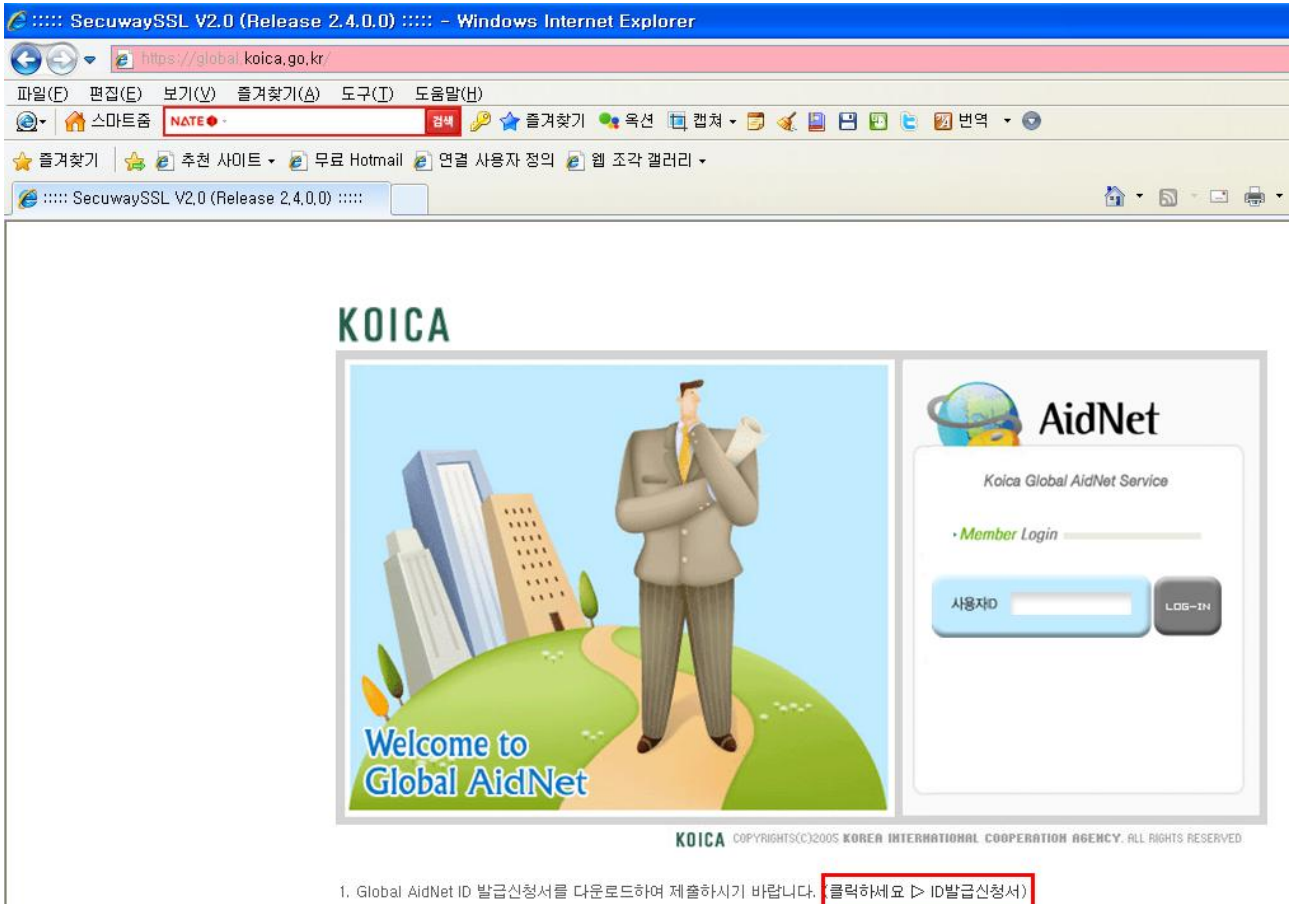 ::::: SecuwaySSL V2.0 (Release 2.4.0.0) ::::: - Windows Internet Explorer
https://global.koica.go.kr/
파일(F) 편집(E) 보기(V) 즐겨찾기(A) 도구(T) 도움말(H)
스마트줌 NATE 검색 즐겨찾기 옥션 캡쳐 번역
즐겨찾기 추천 사이트 무료 Hotmail 연결 사용자 정의 웹 조각 갤러리
::::: SecuwaySSL V2.0 (Release 2.4.0.0) :::::
KOICA
AidNet
Koica Global AidNet Service
·Member Login
사용자ID
LOG-IN
Welcome to
Global AidNet
KOICA COPYRIGHTS(C)2005 KOREA INTERNATIONAL COOPERATION AGENCY. ALL RIGHTS RESERVED
1. Global AidNet ID 발급신청서를 다운로드하여 제출하시기 바랍니다. (클릭하세요 ▷ ID발급신청서)